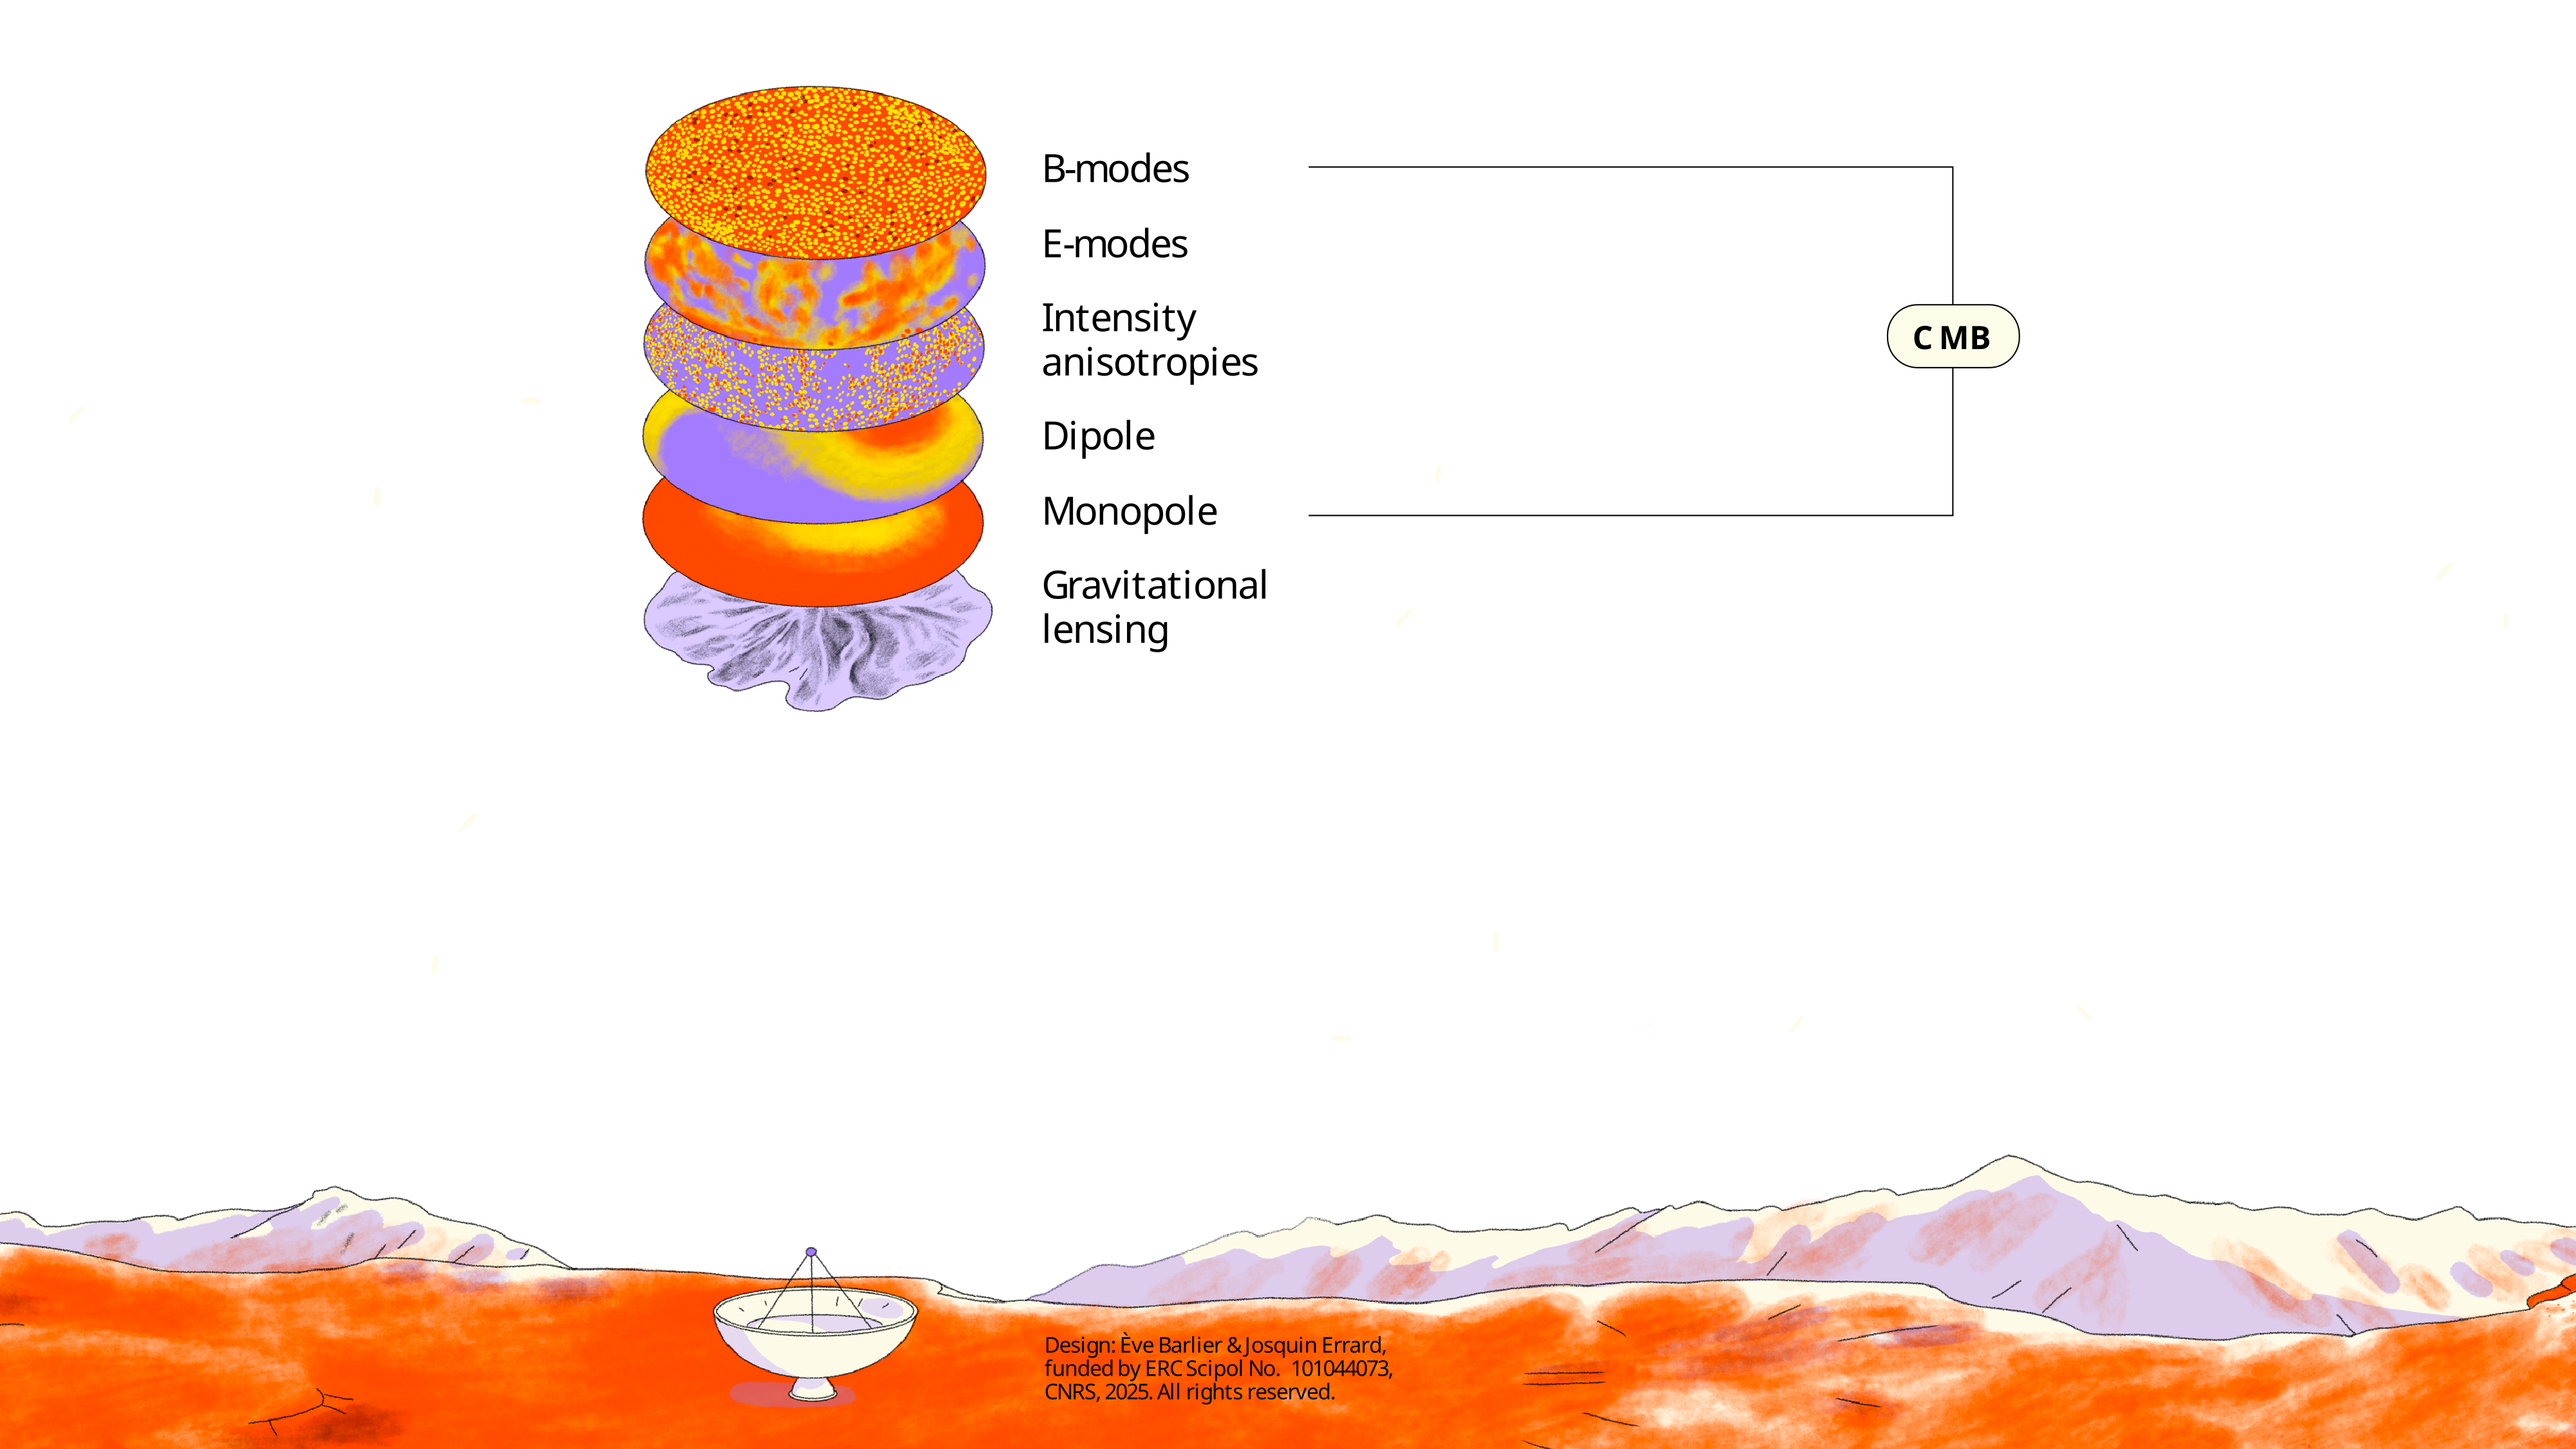 B-modes
E-modes
Intensity
anisotropies
Dipole
Monopole
Gravitational
lensing
CMB
Design: Ève Barlier & Josquin Errard,
funded by ERC Scipol No. 101044073,
CNRS, 2025. All rights reserved.